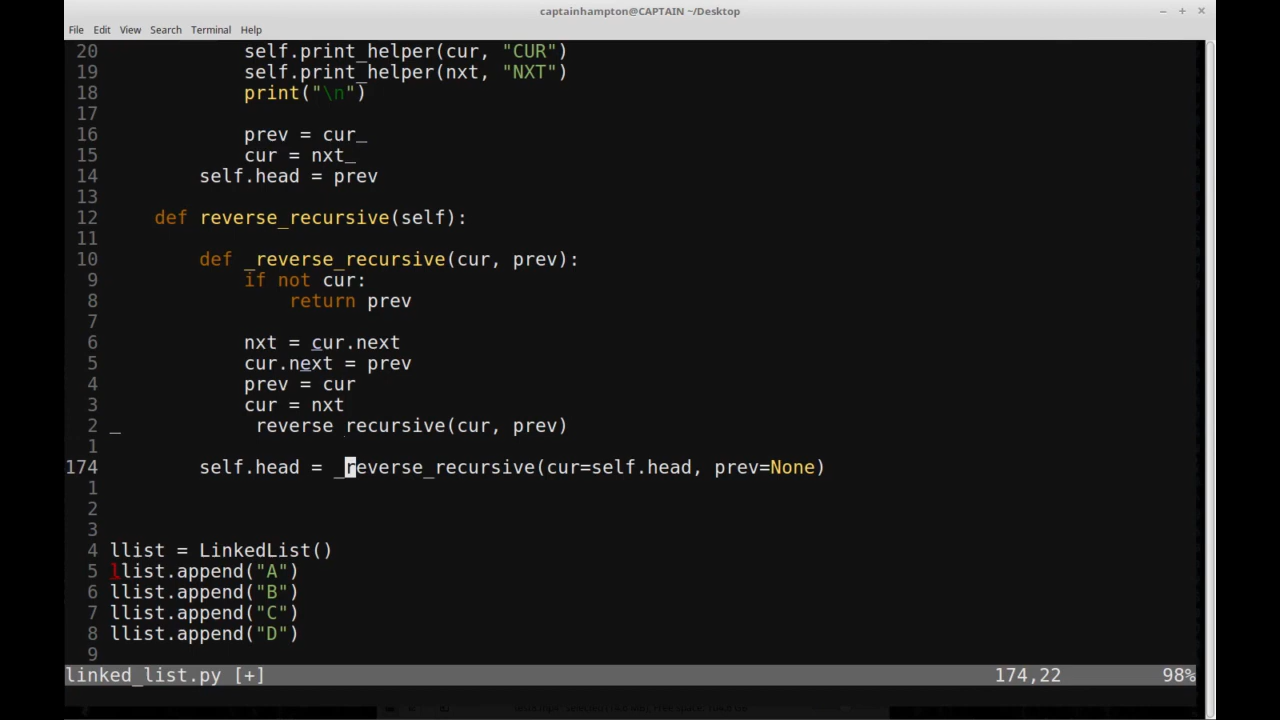 captainhampton@CAPTAIN ~/Desktop
File Edit View Search Terminal Help
20 self.print_helper(cur, "CUR")
19 self.print_helper(nxt, "NXT")
18 print("\n")
17
16 prev = cur_
15 cur = nxt_
14 self.head = prev
13
12 def reverse_recursive(self):
11
10 def _reverse_recursive(cur, prev):
9 if not cur:
8 return prev
7
6 nxt = cur.next
5 cur.next = prev
4 prev = cur
3 cur = nxt
2 _ reverse recursive(cur, prev)
1
174 self.head = _reverse_recursive(cur=self.head, prev=None)
1
2
3
4 llist = LinkedList()
5 llist.append("A")
6 llist.append("B")
7 llist.append("C")
8 llist.append("D")
9
linked_list.py [+] 174,22 98%